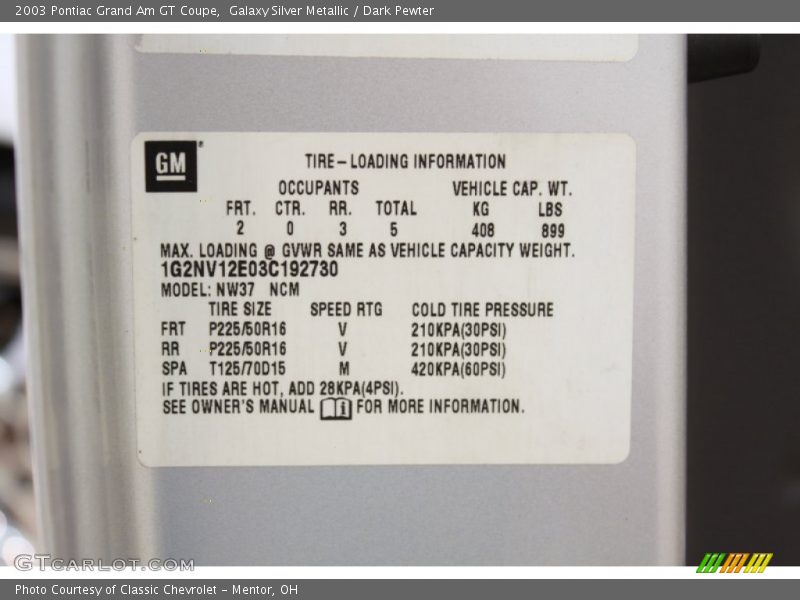 2003 Pontiac Grand Am GT Coupe,  Galaxy Silver Metallic / Dark Pewter
GM
TIRE-LOADING INFORMATION
OCCUPANTS VEHICLE CAP. WT.
FRT. CTR. RR. TOTAL KG LBS
2 0 3 5 408 899
MAX. LOADING @ GVWR SAME AS VEHICLE CAPACITY WEIGHT.
1G2NV12E03C192730
MODEL: NW37 NCM
TIRE SIZE SPEED RTG COLD TIRE PRESSURE
FRT P225/50R16 V 210KPA(30PSI)
RR P225/50R16 V 210KPA(30PSI)
SPA T125/70D15 M 420KPA(60PSI)
IF TIRES ARE HOT, ADD 28KPA(4PSI).
SEE OWNER'S MANUAL i FOR MORE INFORMATION.
GTCARLOT.COM
Photo Courtesy of Classic Chevrolet - Mentor, OH